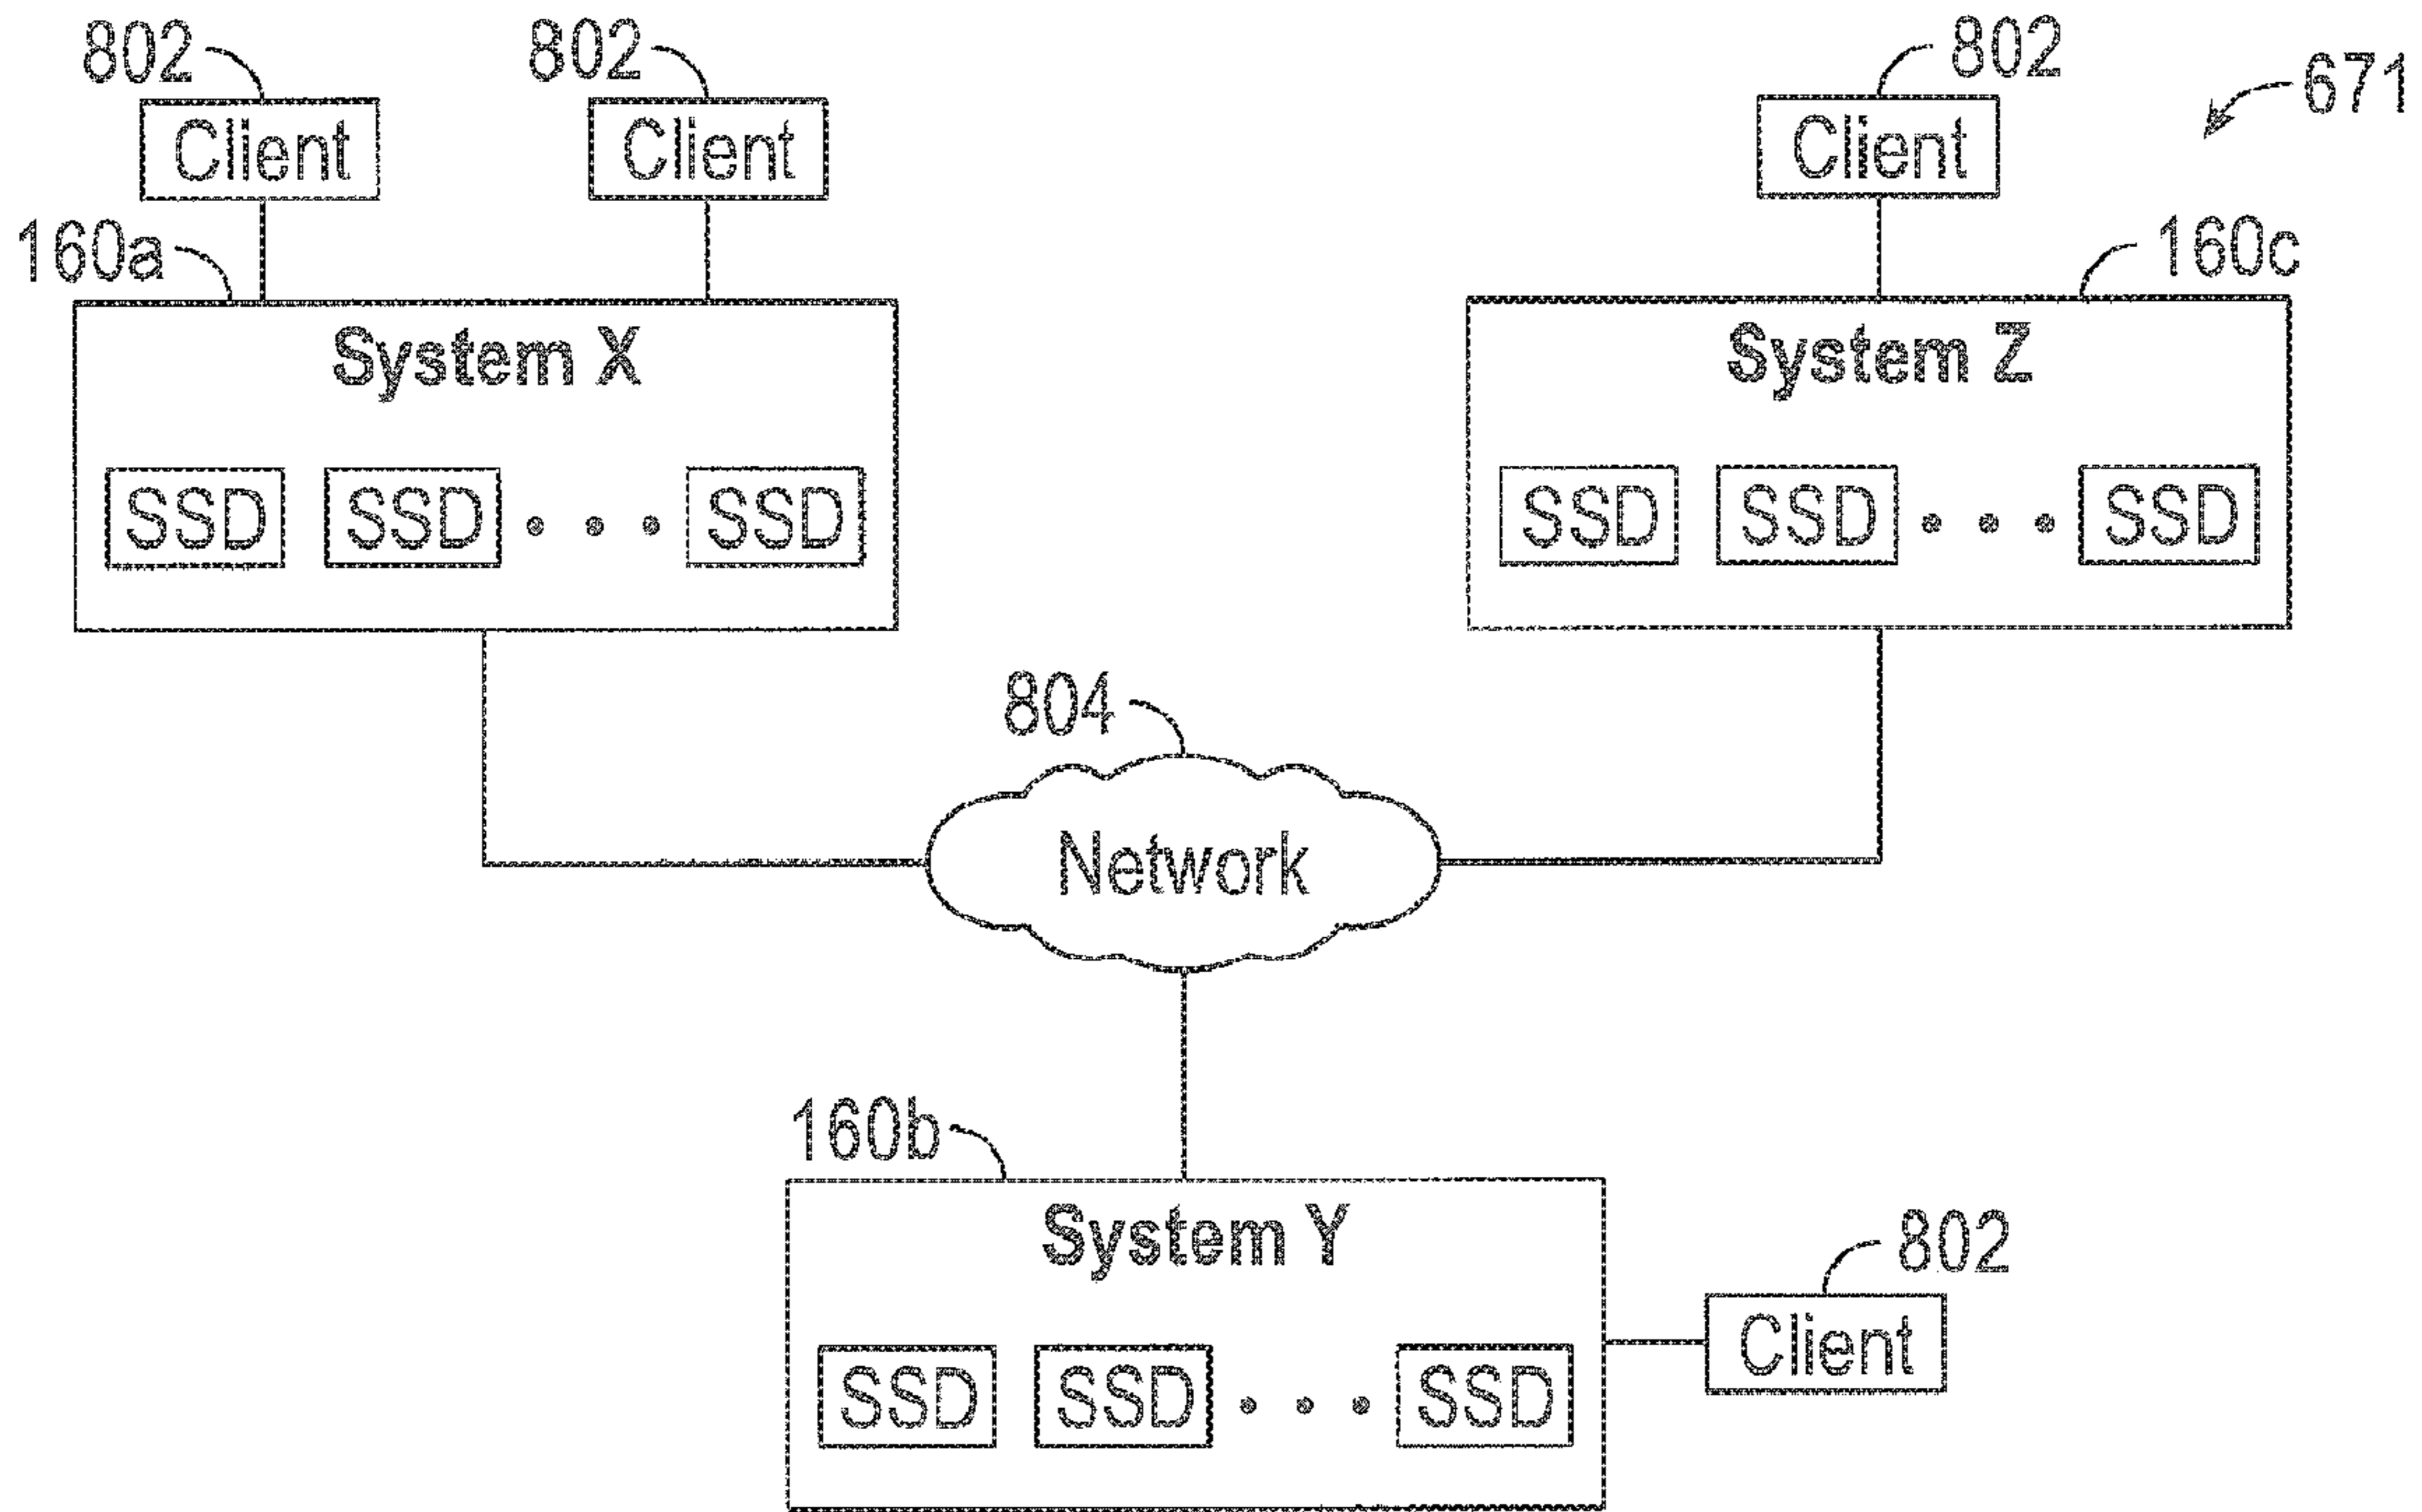 802
802
802
671
Client
Client
Client
160a
160c
System X
System Z
SSD SSD • • • SSD
SSD SSD • • • SSD
804
Network
160b
System Y
802
Client
SSD SSD • • • SSD